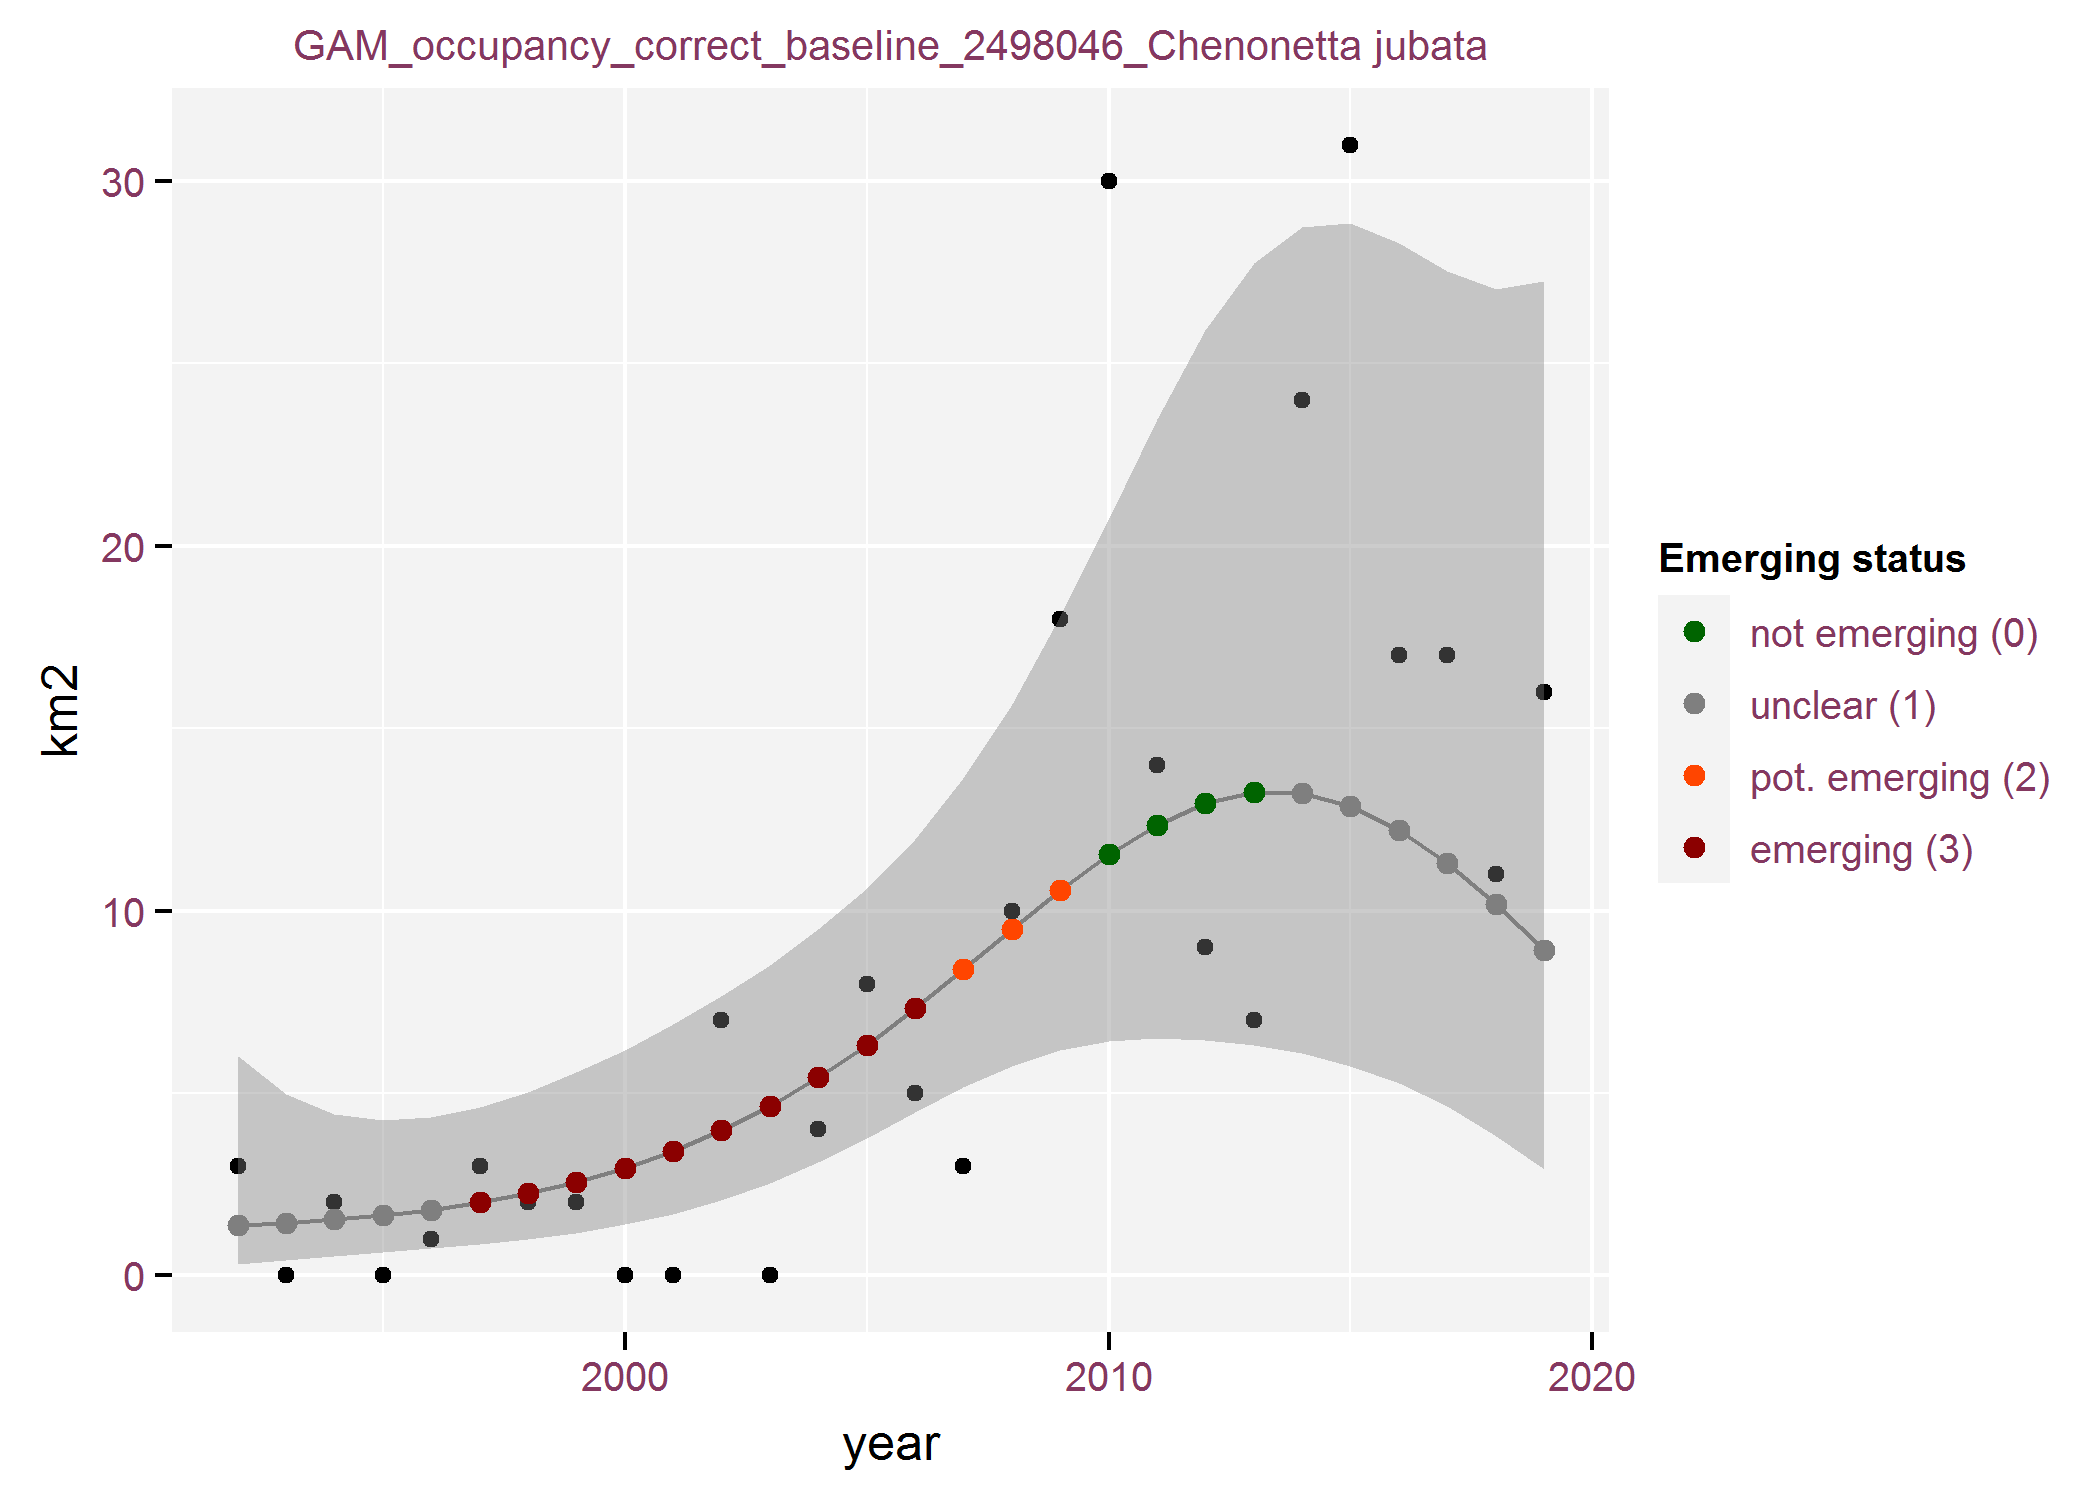 GAM_occupancy_correct_baseline_2498046_Chenonetta jubata
30
20
10
0
km2
2000 2010 2020
year
Emerging status
not emerging (0)
unclear (1)
pot. emerging (2)
emerging (3)